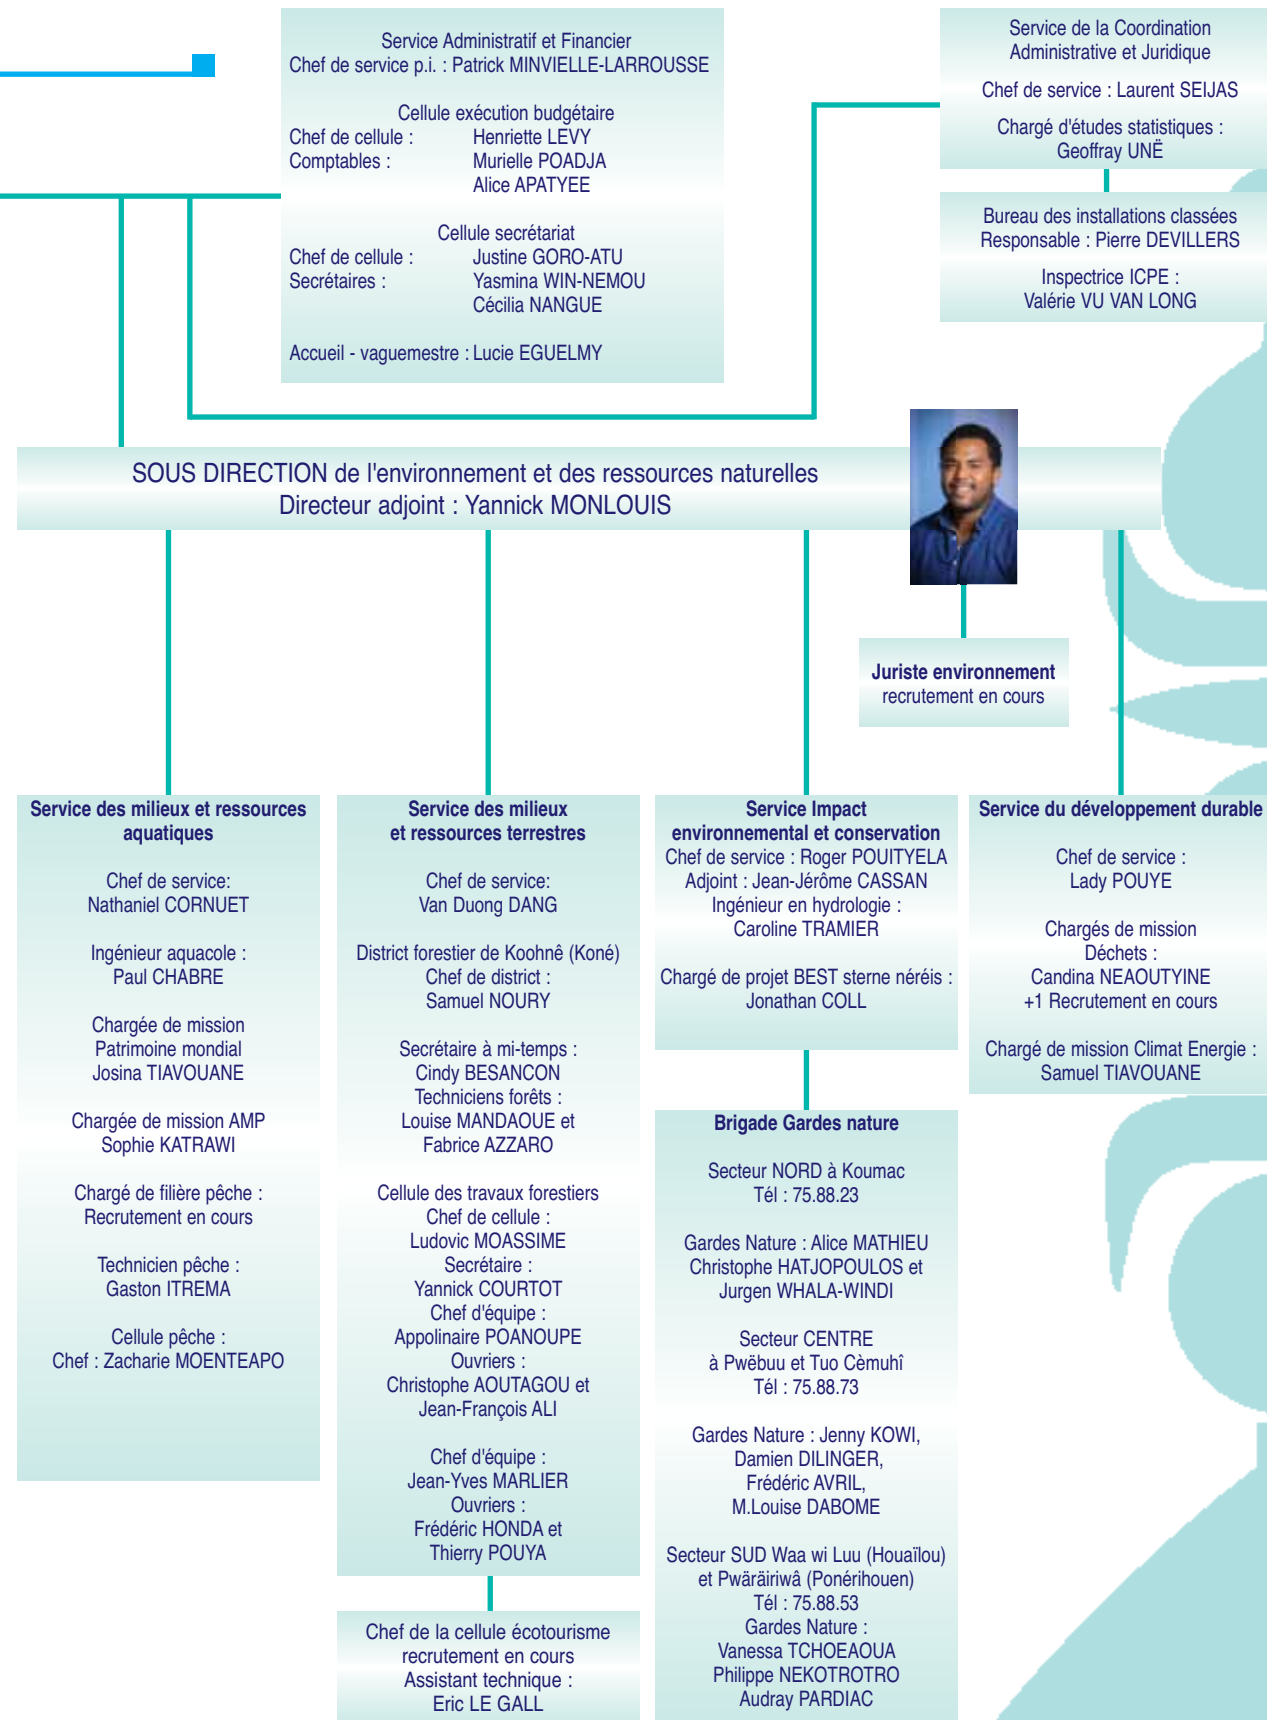 Service Administratif et Financier
Chef de service p.i. : Patrick MINVIELLE-LARROUSSE
Cellule exécution budgétaire
Chef de cellule : Henriette LEVY
Comptables : Murielle POADJA
Alice APATYEE
Cellule secrétariat
Chef de cellule : Justine GORO-ATU
Secrétaires : Yasmina WIN-NEMOU
Cécilia NANGUE
Accueil - vaguemestre : Lucie EGUELMY
Service de la Coordination
Administrative et Juridique
Chef de service : Laurent SEIJAS
Chargé d'études statistiques :
Geoffray UNË
Bureau des installations classées
Responsable : Pierre DEVILLERS
Inspectrice ICPE :
Valérie VU VAN LONG
SOUS DIRECTION de l'environnement et des ressources naturelles
Directeur adjoint : Yannick MONLOUIS
Juriste environnement
recrutement en cours
Service des milieux et ressources
aquatiques
Chef de service:
Nathaniel CORNUET
Ingénieur aquacole :
Paul CHABRE
Chargée de mission
Patrimoine mondial
Josina TIAVOUANE
Chargée de mission AMP
Sophie KATRAWI
Chargé de filière pêche :
Recrutement en cours
Technicien pêche :
Gaston ITREMA
Cellule pêche :
Chef : Zacharie MOENTEAPO
Service des milieux
et ressources terrestres
Chef de service:
Van Duong DANG
District forestier de Koohnê (Koné)
Chef de district :
Samuel NOURY
Secrétaire à mi-temps :
Cindy BESANCON
Techniciens forêts :
Louise MANDAOUE et
Fabrice AZZARO
Cellule des travaux forestiers
Chef de cellule :
Ludovic MOASSIME
Secrétaire :
Yannick COURTOT
Chef d'équipe :
Appolinaire POANOUPE
Ouvriers :
Christophe AOUTAGOU et
Jean-François ALI
Chef d'équipe :
Jean-Yves MARLIER
Ouvriers :
Frédéric HONDA et
Thierry POUYA
Chef de la cellule écotourisme
recrutement en cours
Assistant technique :
Eric LE GALL
Service Impact
environnemental et conservation
Chef de service : Roger POUITYELA
Adjoint : Jean-Jérôme CASSAN
Ingénieur en hydrologie :
Caroline TRAMIER
Chargé de projet BEST sterne néréis :
Jonathan COLL
Brigade Gardes nature
Secteur NORD à Koumac
Tél : 75.88.23
Gardes Nature : Alice MATHIEU
Christophe HATJOPOULOS et
Jurgen WHALA-WINDI
Secteur CENTRE
à Pwëbuu et Tuo Cèmuhî
Tél : 75.88.73
Gardes Nature : Jenny KOWI,
Damien DILINGER,
Frédéric AVRIL,
M.Louise DABOME
Secteur SUD Waa wi Luu (Houaïlou)
et Pwäräiriwâ (Ponérihouen)
Tél : 75.88.53
Gardes Nature :
Vanessa TCHOEAOUA
Philippe NEKOTROTRO
Audray PARDIAC
Service du développement durable
Chef de service :
Lady POUYE
Chargés de mission
Déchets :
Candina NEAOUTYINE
+1 Recrutement en cours
Chargé de mission Climat Energie :
Samuel TIAVOUANE